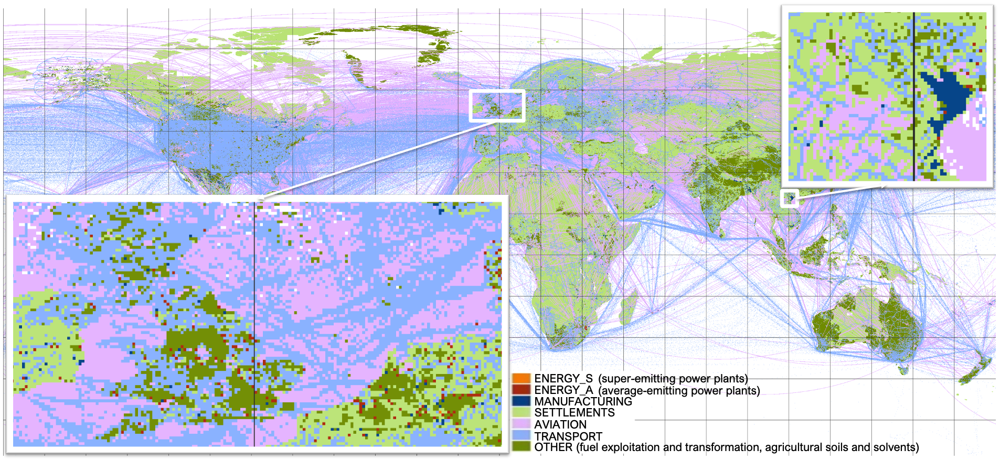 ENERGY_S (super-emitting power plants)
ENERGY_A (average-emitting power plants)
MANUFACTURING
SETTLEMENTS
AVIATION
TRANSPORT
OTHER (fuel exploitation and transformation, agricultural soils and solvents)